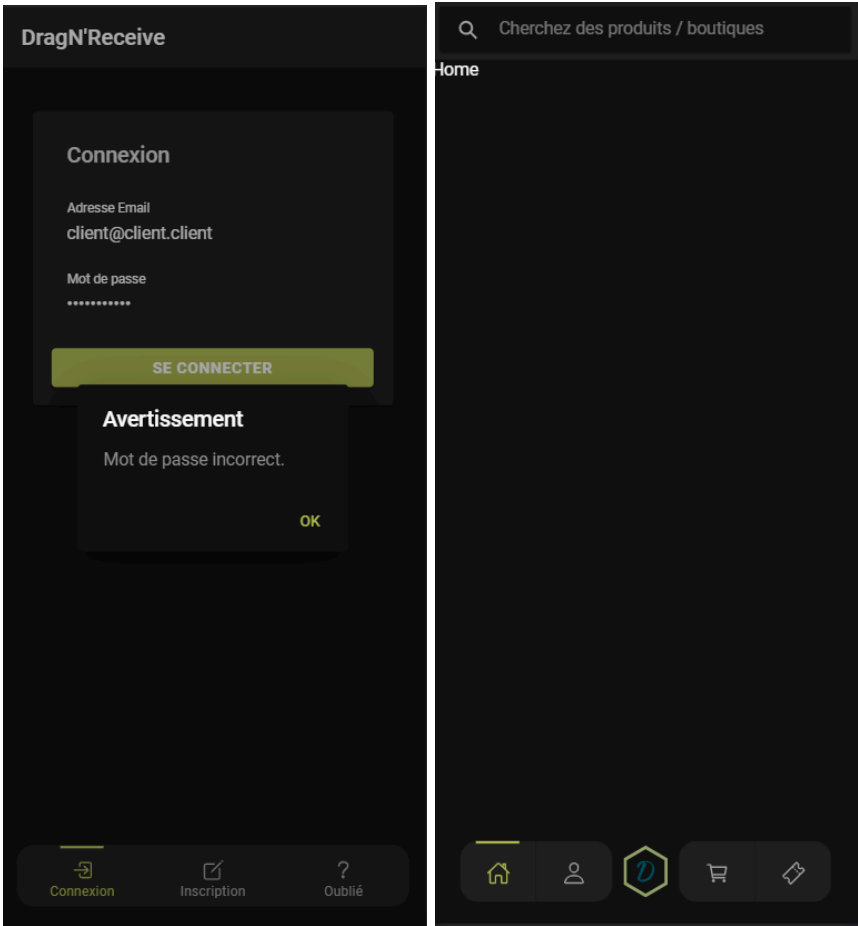 DragN'Receive
Connexion
Adresse Email
client@client.client
Mot de passe
•••••••••••
SE CONNECTER
Avertissement
Mot de passe incorrect.
OK
Connexion
Inscription
?
Oublié
Cherchez des produits / boutiques
Home
D